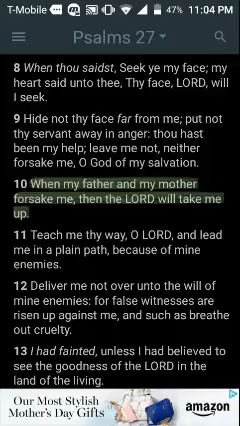 T-Mobile 47% 11:04 PM
Psalms 27
8 When thou saidst, Seek ye my face; my
heart said unto thee, Thy face, LORD, will
I seek.
9 Hide not thy face far from me; put not
thy servant away in anger: thou hast
been my help; leave me not, neither
forsake me, O God of my salvation.
10 When my father and my mother
forsake me, then the LORD will take me
up.
11 Teach me thy way, O LORD, and lead
me in a plain path, because of mine
enemies.
12 Deliver me not over unto the will of
mine enemies: for false witnesses are
risen up against me, and such as breathe
out cruelty.
13 I had fainted, unless I had believed to
see the goodness of the LORD in the
land of the living.
Our Most Stylish
Mother's Day Gifts
amazon